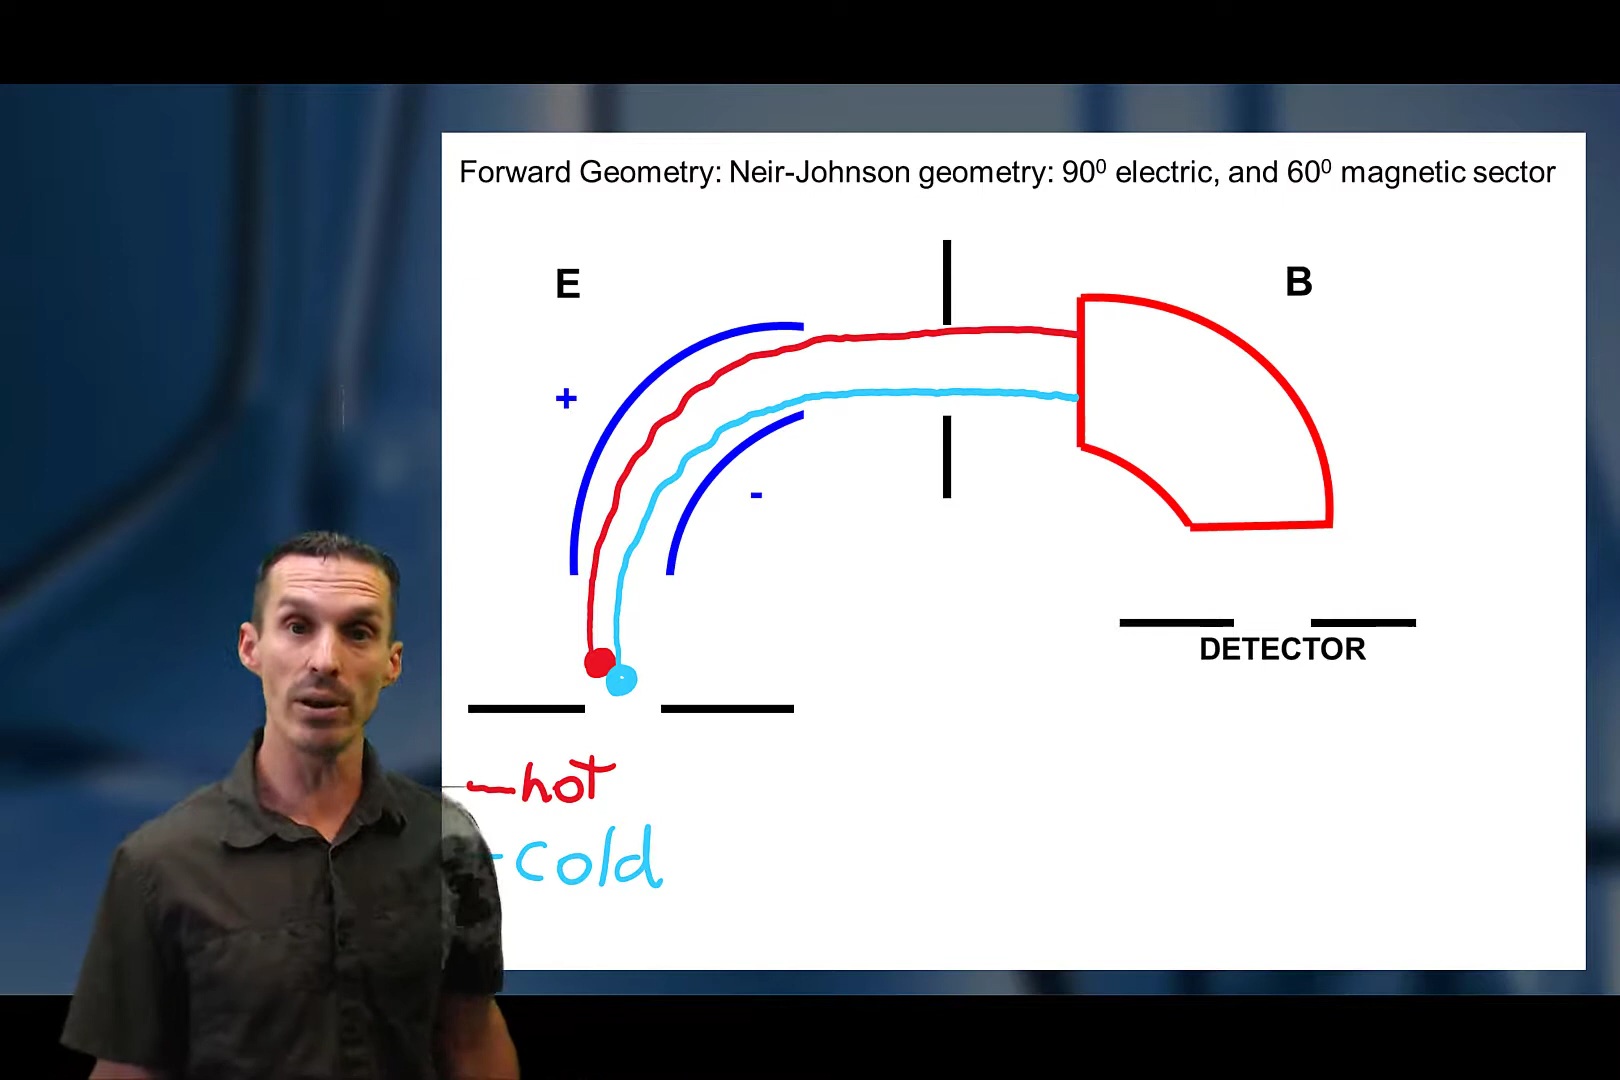 Forward Geometry: Neir-Johnson geometry: 90⁰ electric, and 60⁰ magnetic sector
E
B
+
-
DETECTOR
-hot
-cold